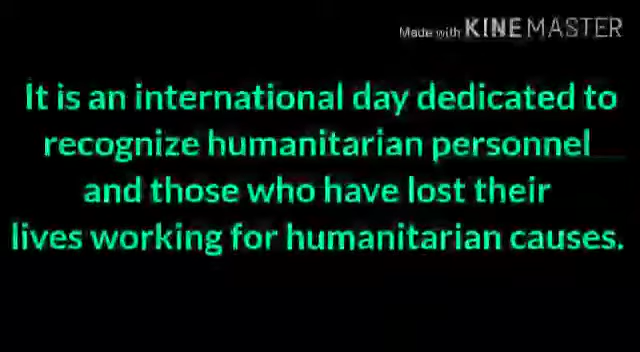 Made with KINEMASTER
It is an international day dedicated to
recognize humanitarian personnel
and those who have lost their
lives working for humanitarian causes.